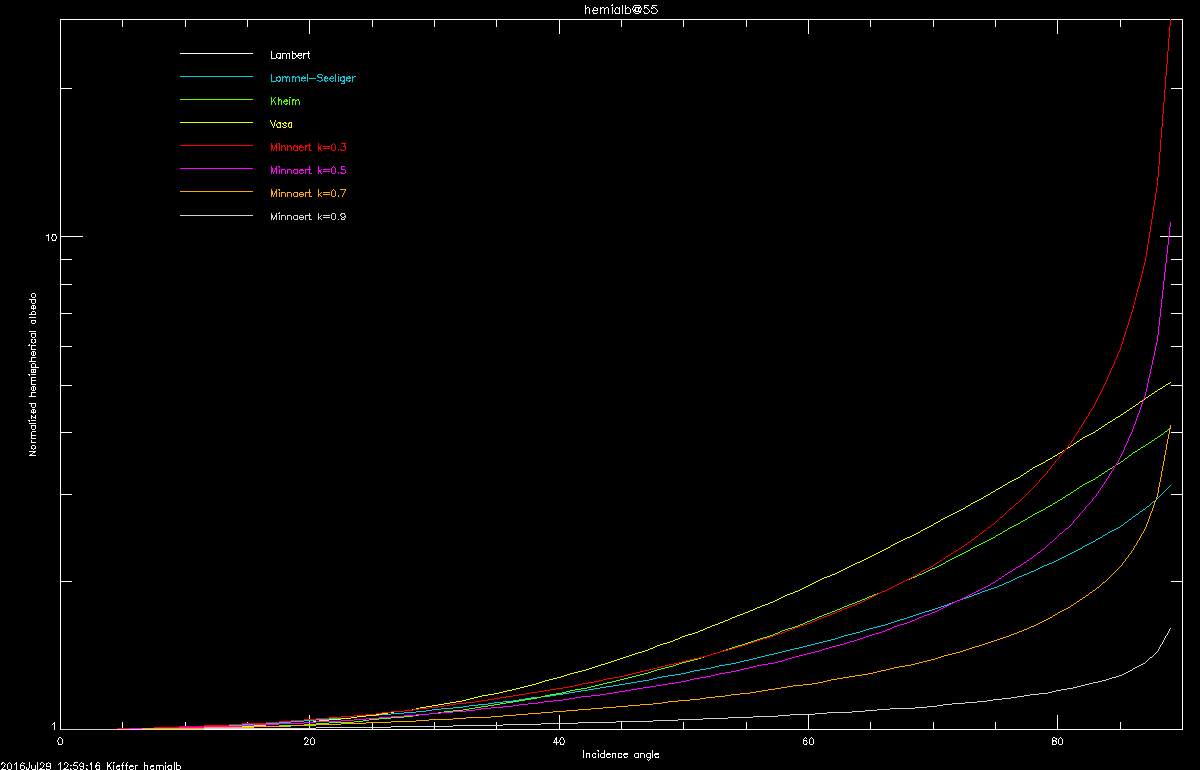 hemialb@55
Lambert
Lommel-Seeliger
Kheim
Vasa
Minnaert k=0.3
Minnaert k=0.5
Minnaert k=0.7
Minnaert k=0.9
10
Normalized hemispherical albedo
1
0 20 40 60 80
Incidence angle
2016Jul29 12:59:16 Kieffer hemialb